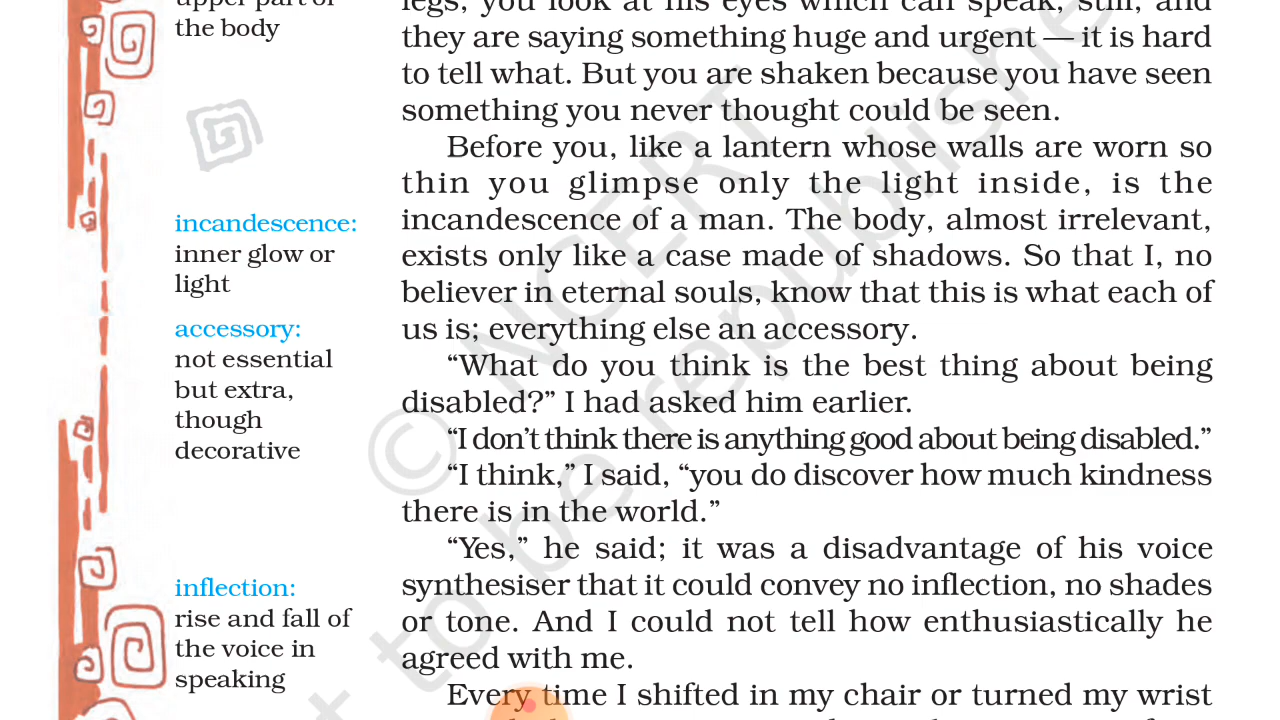 upper part of
the body
incandescence:
inner glow or
light
accessory:
not essential
but extra,
though
decorative
inflection:
rise and fall of
the voice in
speaking
legs, you look at his eyes which can speak, still, and
they are saying something huge and urgent — it is hard
to tell what. But you are shaken because you have seen
something you never thought could be seen.
Before you, like a lantern whose walls are worn so
thin you glimpse only the light inside, is the
incandescence of a man. The body, almost irrelevant,
exists only like a case made of shadows. So that I, no
believer in eternal souls, know that this is what each of
us is; everything else an accessory.
“What do you think is the best thing about being
disabled?” I had asked him earlier.
“I don’t think there is anything good about being disabled.”
“I think,” I said, “you do discover how much kindness
there is in the world.”
“Yes,” he said; it was a disadvantage of his voice
synthesiser that it could convey no inflection, no shades
or tone. And I could not tell how enthusiastically he
agreed with me.
Every time I shifted in my chair or turned my wrist
© NCERT
to be republishe